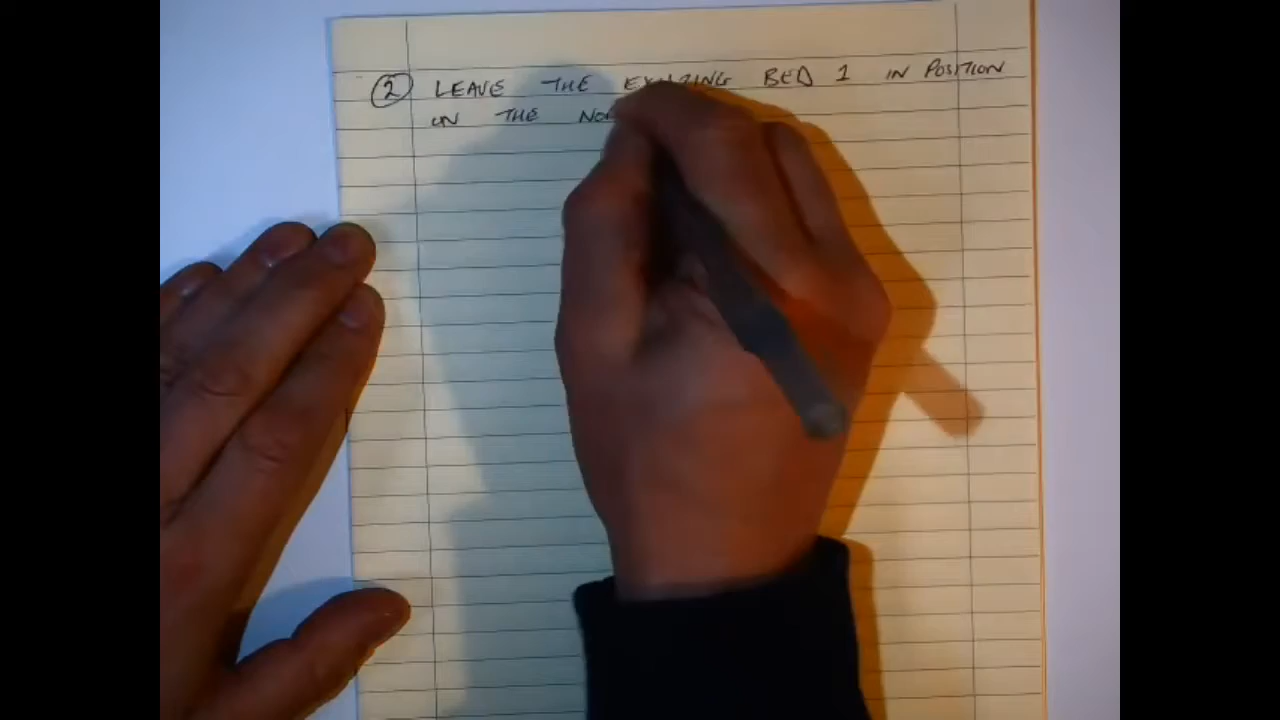 ② LEAVE THE EXISTING BED 1 IN POSITION
ON THE